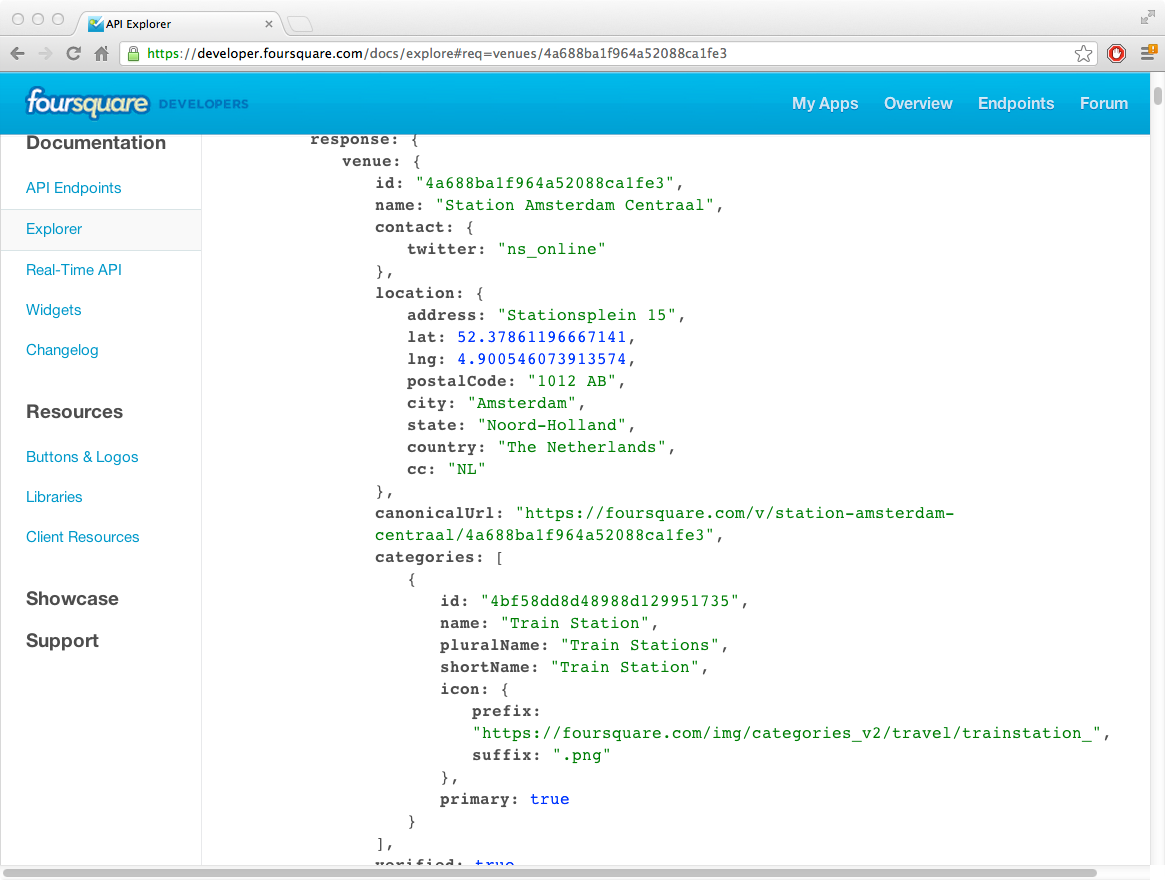 API Explorer
https://developer.foursquare.com/docs/explore#req=venues/4a688ba1f964a52088ca1fe3
foursquare DEVELOPERS
My Apps Overview Endpoints Forum
Documentation
API Endpoints
Explorer
Real-Time API
Widgets
Changelog
Resources
Buttons & Logos
Libraries
Client Resources
Showcase
Support
response: {
venue: {
id: "4a688ba1f964a52088ca1fe3",
name: "Station Amsterdam Centraal",
contact: {
twitter: "ns_online"
},
location: {
address: "Stationsplein 15",
lat: 52.37861196667141,
lng: 4.900546073913574,
postalCode: "1012 AB",
city: "Amsterdam",
state: "Noord-Holland",
country: "The Netherlands",
cc: "NL"
},
canonicalUrl: "https://foursquare.com/v/station-amsterdam-
centraal/4a688ba1f964a52088ca1fe3",
categories: [
{
id: "4bf58dd8d48988d129951735",
name: "Train Station",
pluralName: "Train Stations",
shortName: "Train Station",
icon: {
prefix:
"https://foursquare.com/img/categories_v2/travel/trainstation_",
suffix: ".png"
},
primary: true
}
],
verified: true